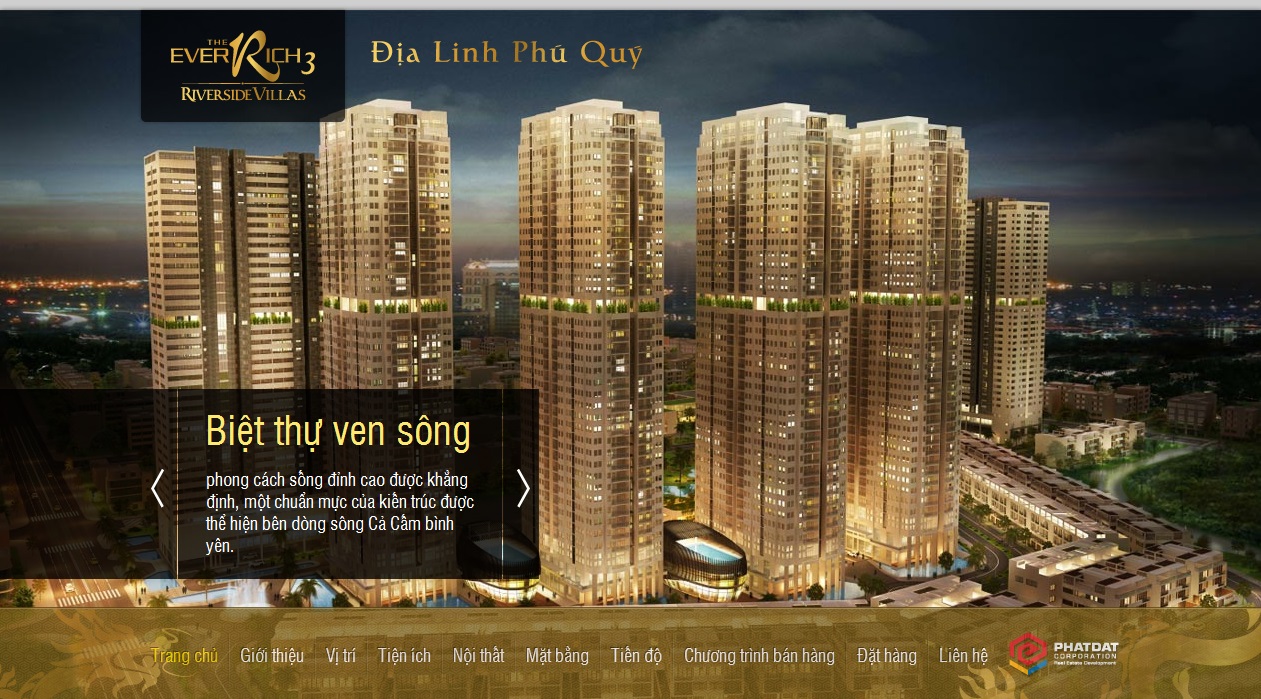 THE
EVERRICH 3
RIVERSIDE VILLAS
Địa Linh Phú Quý
Biệt thự ven sông
phong cách sống đỉnh cao được khẳng
định, một chuẩn mực của kiến trúc được
thể hiện bên dòng sông Cả Cấm bình
yên.
Trang chủ Giới thiệu Vị trí Tiện ích Nội thất Mặt bằng Tiến độ Chương trình bán hàng Đặt hàng Liên hệ
PHATDAT
CORPORATION
Real Estate Development